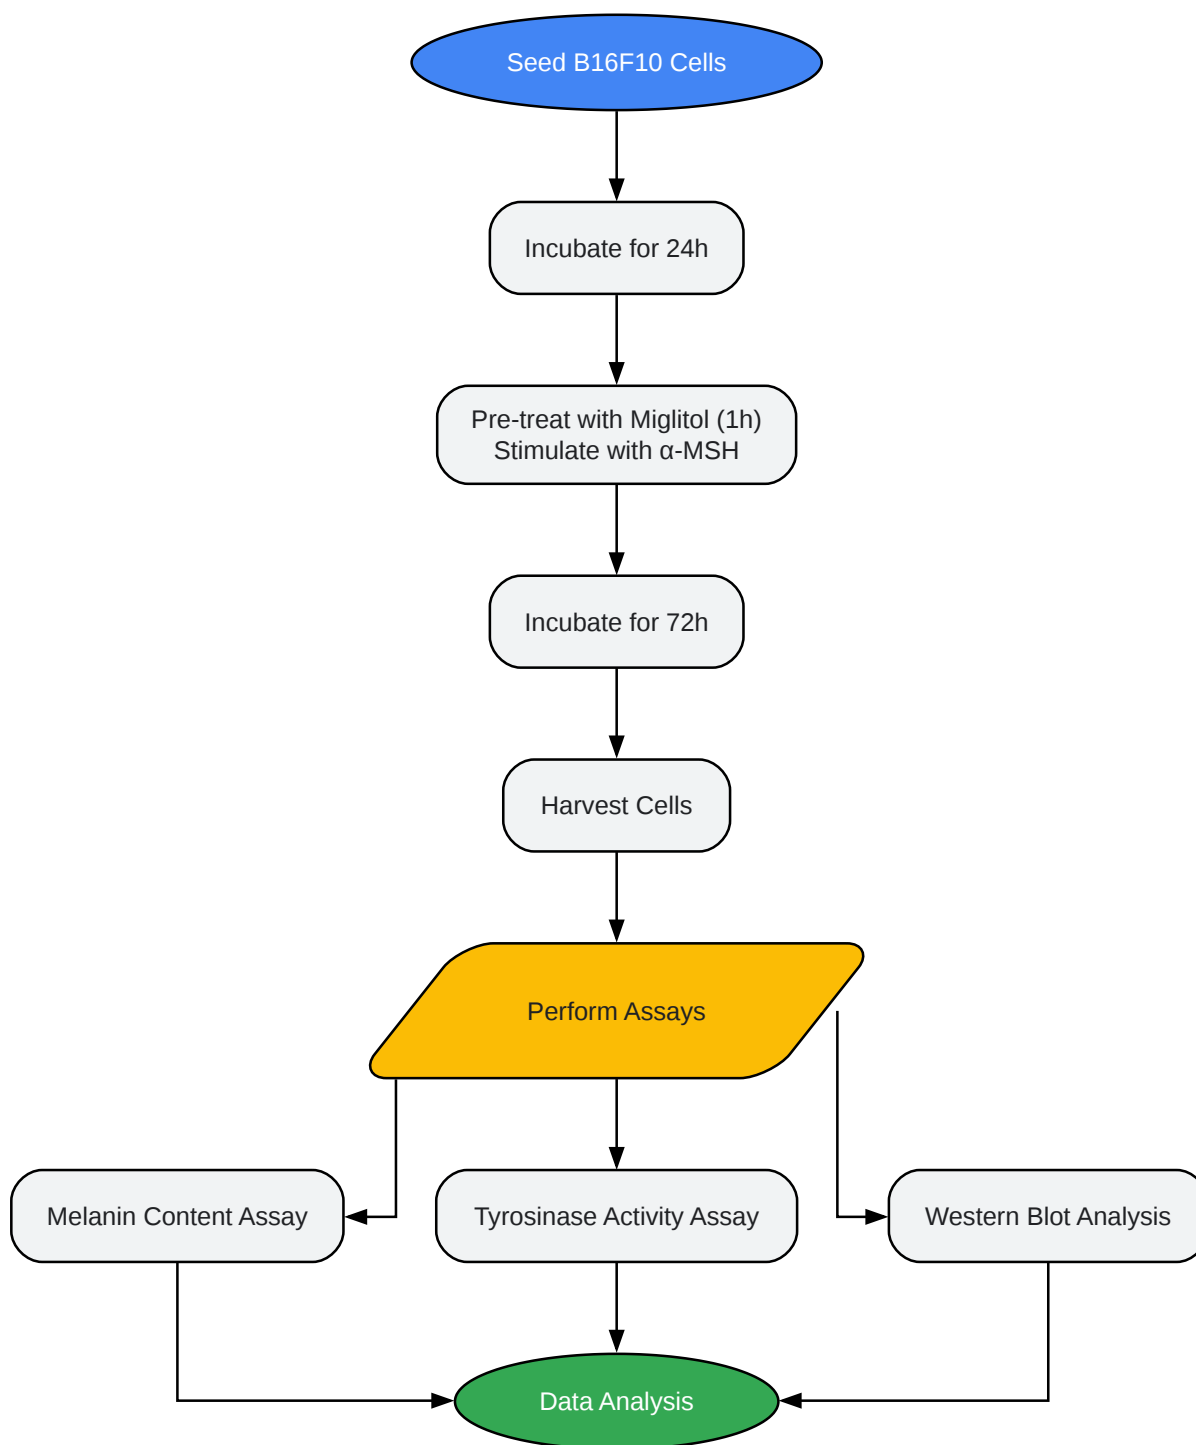 Seed B16F10 Cells
Incubate for 24h
Pre-treat with Miglitol (1h)
Stimulate with α-MSH
Incubate for 72h
Harvest Cells
Perform Assays
Melanin Content Assay
Tyrosinase Activity Assay
Western Blot Analysis
Data Analysis